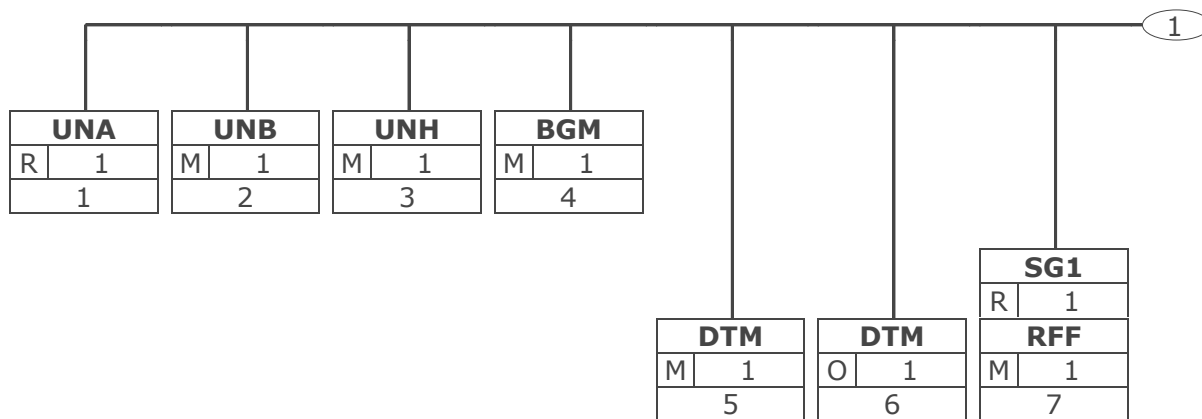 1
UNA UNB UNH BGM
R 1 M 1 M 1 M 1
1 2 3 4
SG1
R 1
DTM DTM RFF
M 1 O 1 M 1
5 6 7